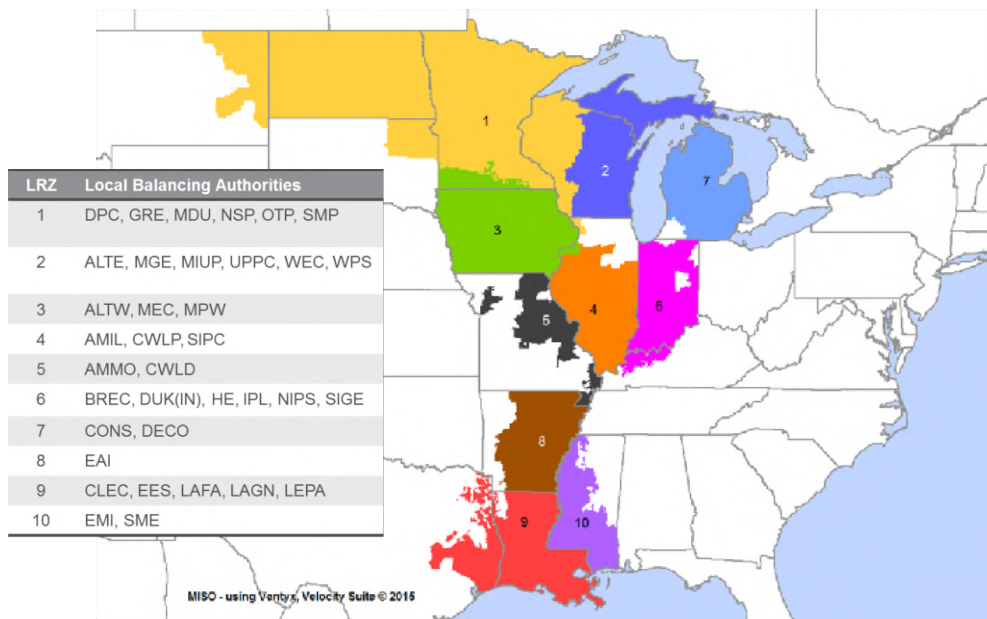 LRZ Local Balancing Authorities
1 DPC, GRE, MDU, NSP, OTP, SMP
2 ALTE, MGE, MIUP, UPPC, WEC, WPS
3 ALTW, MEC, MPW
4 AMIL, CWLP, SIPC
5 AMMO, CWLD
6 BREC, DUK(IN), HE, IPL, NIPS, SIGE
7 CONS, DECO
8 EAI
9 CLEC, EES, LAFA, LAGN, LEPA
10 EMI, SME
1
2
7
3
4
6
5
8
9
10
MISO - using Ventyx, Velocity Suite © 2015